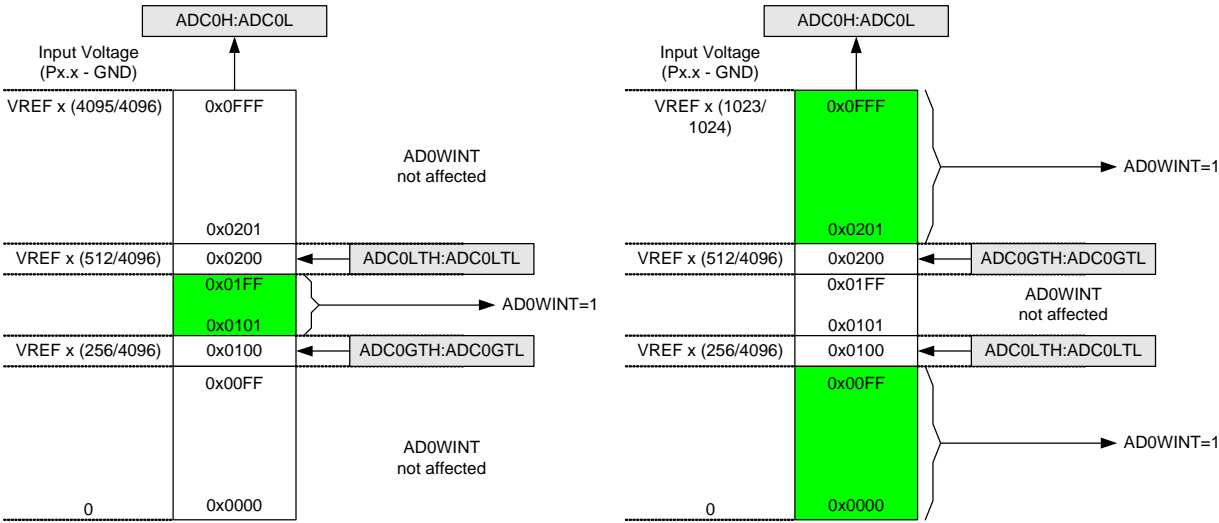 ADC0H:ADC0L
Input Voltage
(Px.x - GND)
VREF x (4095/4096)
0x0FFF
AD0WINT
not affected
0x0201
VREF x (512/4096)
0x0200
ADC0LTH:ADC0LTL
0x01FF
AD0WINT=1
0x0101
VREF x (256/4096)
0x0100
ADC0GTH:ADC0GTL
0x00FF
AD0WINT
not affected
0
0x0000
ADC0H:ADC0L
Input Voltage
(Px.x - GND)
VREF x (1023/
1024)
0x0FFF
AD0WINT=1
0x0201
VREF x (512/4096)
0x0200
ADC0GTH:ADC0GTL
0x01FF
AD0WINT
not affected
0x0101
VREF x (256/4096)
0x0100
ADC0LTH:ADC0LTL
0x00FF
AD0WINT=1
0
0x0000